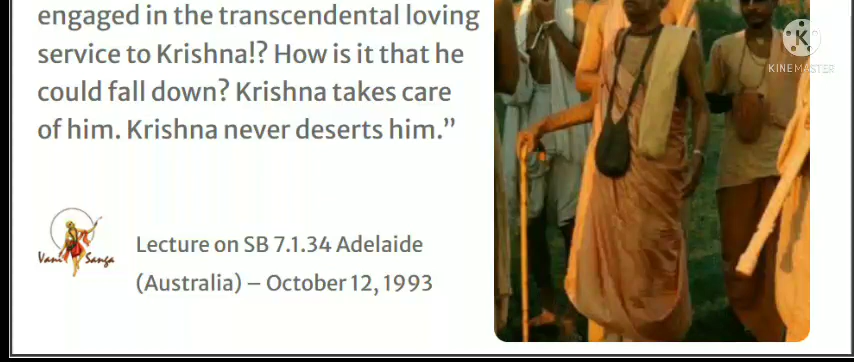 engaged in the transcendental loving
service to Krishna!? How is it that he
could fall down? Krishna takes care
of him. Krishna never deserts him.”
Vani Sanga
Lecture on SB 7.1.34 Adelaide
(Australia) – October 12, 1993
KINEMASTER